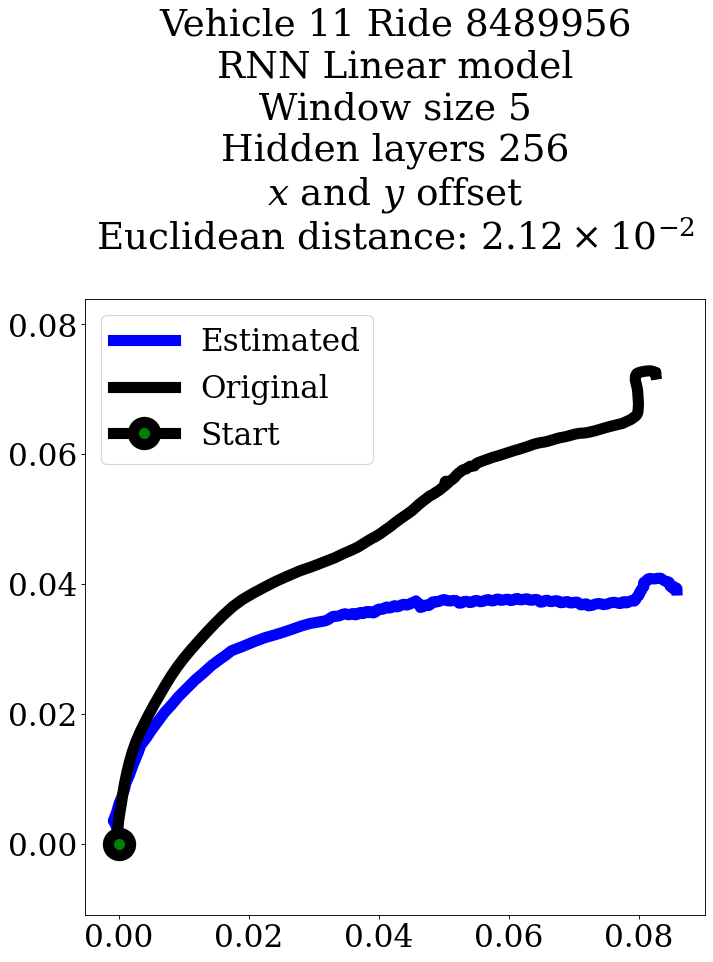 Vehicle 11 Ride 8489956
RNN Linear model
Window size 5
Hidden layers 256
x and y offset
Euclidean distance: 2.12 × 10⁻²
Estimated
Original
Start
0.08
0.06
0.04
0.02
0.00
0.00 0.02 0.04 0.06 0.08